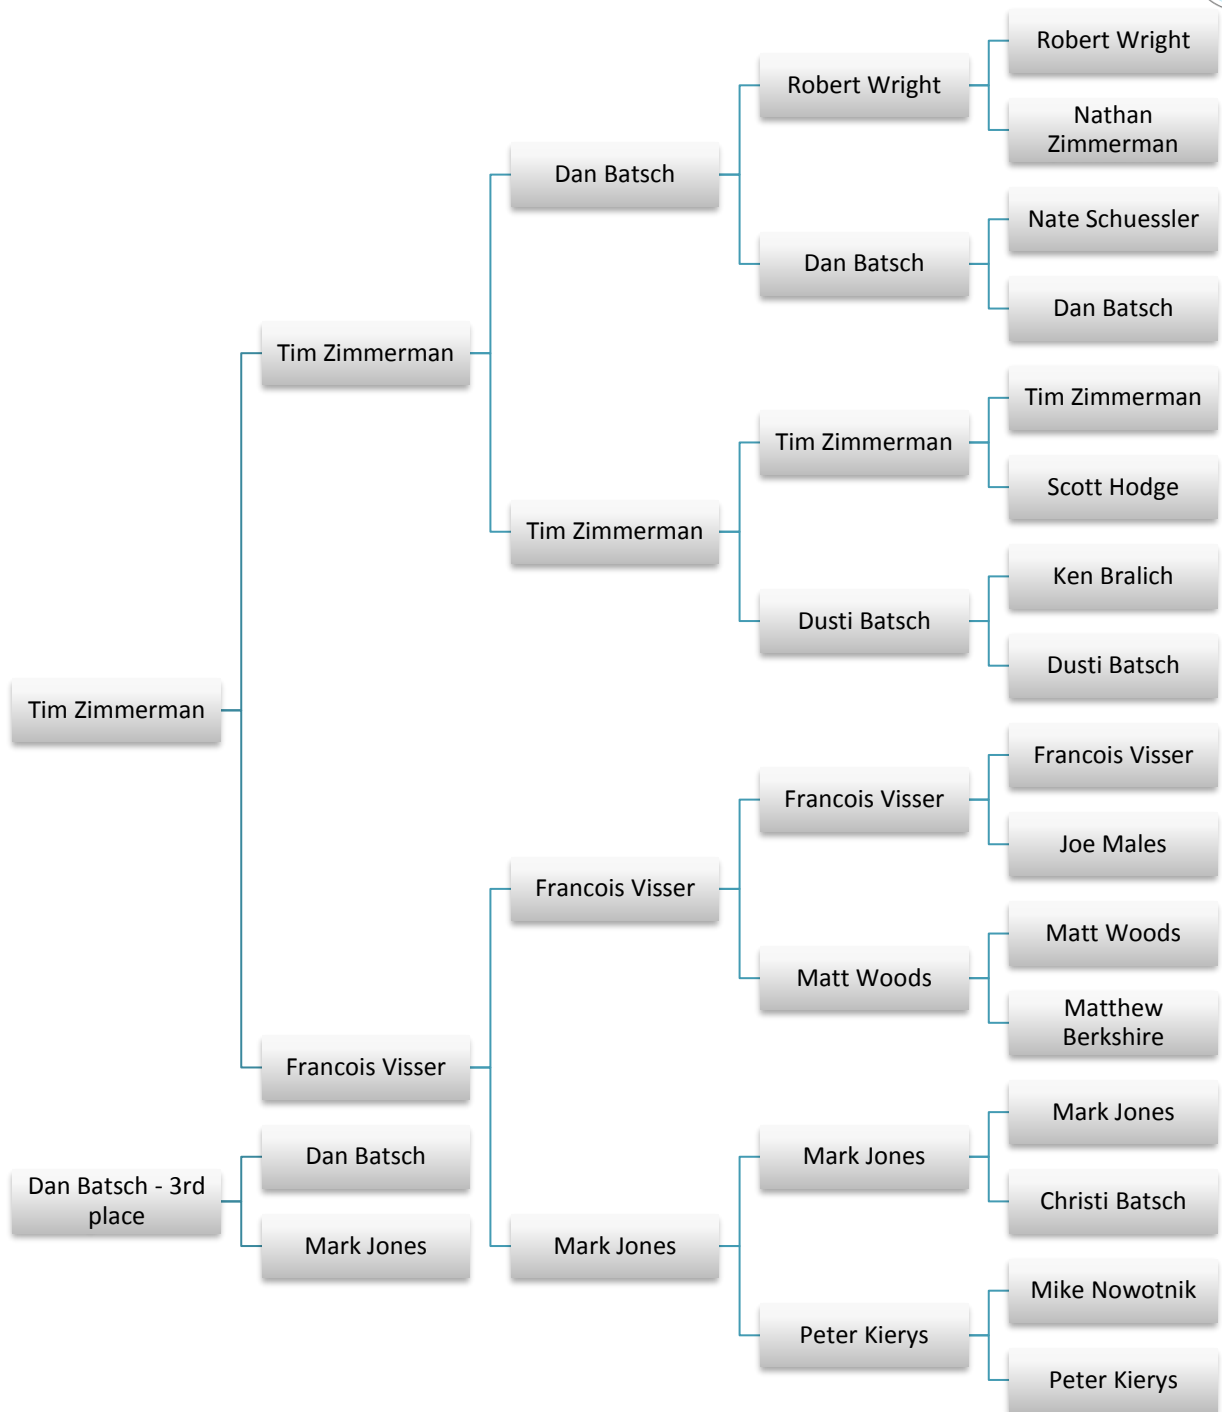 Robert Wright
Robert Wright
Nathan
Zimmerman
Dan Batsch
Nate Schuessler
Dan Batsch
Dan Batsch
Tim Zimmerman
Tim Zimmerman
Tim Zimmerman
Scott Hodge
Tim Zimmerman
Ken Bralich
Dusti Batsch
Dusti Batsch
Tim Zimmerman
Francois Visser
Francois Visser
Joe Males
Francois Visser
Matt Woods
Matt Woods
Matthew
Berkshire
Francois Visser
Mark Jones
Dan Batsch
Mark Jones
Dan Batsch - 3rd
place
Christi Batsch
Mark Jones
Mark Jones
Mike Nowotnik
Peter Kierys
Peter Kierys